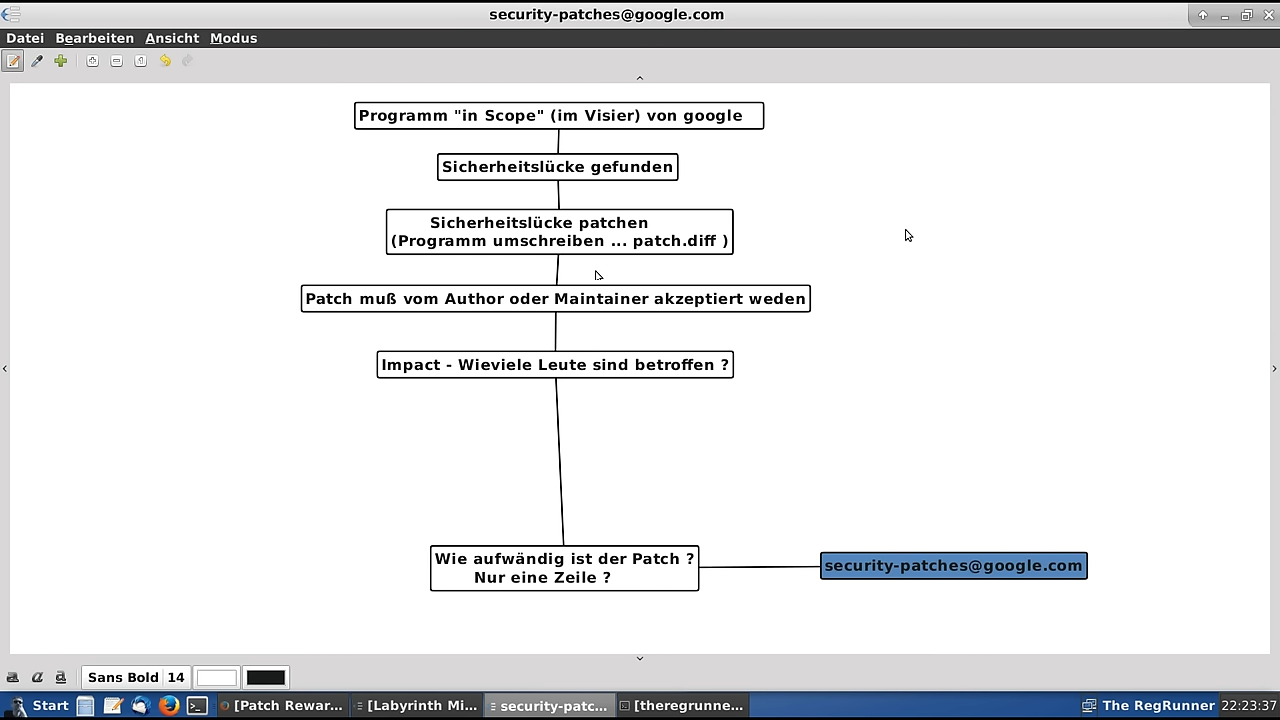 security-patches@google.com
Datei Bearbeiten Ansicht Modus
Programm "in Scope" (im Visier) von google
Sicherheitslücke gefunden
Sicherheitslücke patchen
(Programm umschreiben ... patch.diff )
Patch muß vom Author oder Maintainer akzeptiert weden
Impact - Wieviele Leute sind betroffen ?
Wie aufwändig ist der Patch ?
Nur eine Zeile ?
security-patches@google.com
a a a Sans Bold 14
Start [Patch Rewar... [Labyrinth Mi... security-patc... [theregrunne... The RegRunner 22:23:37